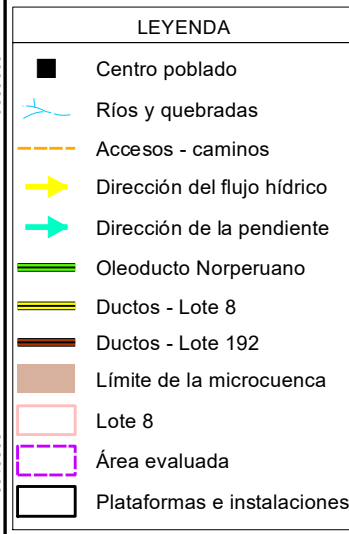 LEYENDA
Centro poblado
Ríos y quebradas
Accesos - caminos
Dirección del flujo hídrico
Dirección de la pendiente
Oleoducto Norperuano
Ductos - Lote 8
Ductos - Lote 192
Límite de la microcuenca
Lote 8
Área evaluada
Plataformas e instalaciones